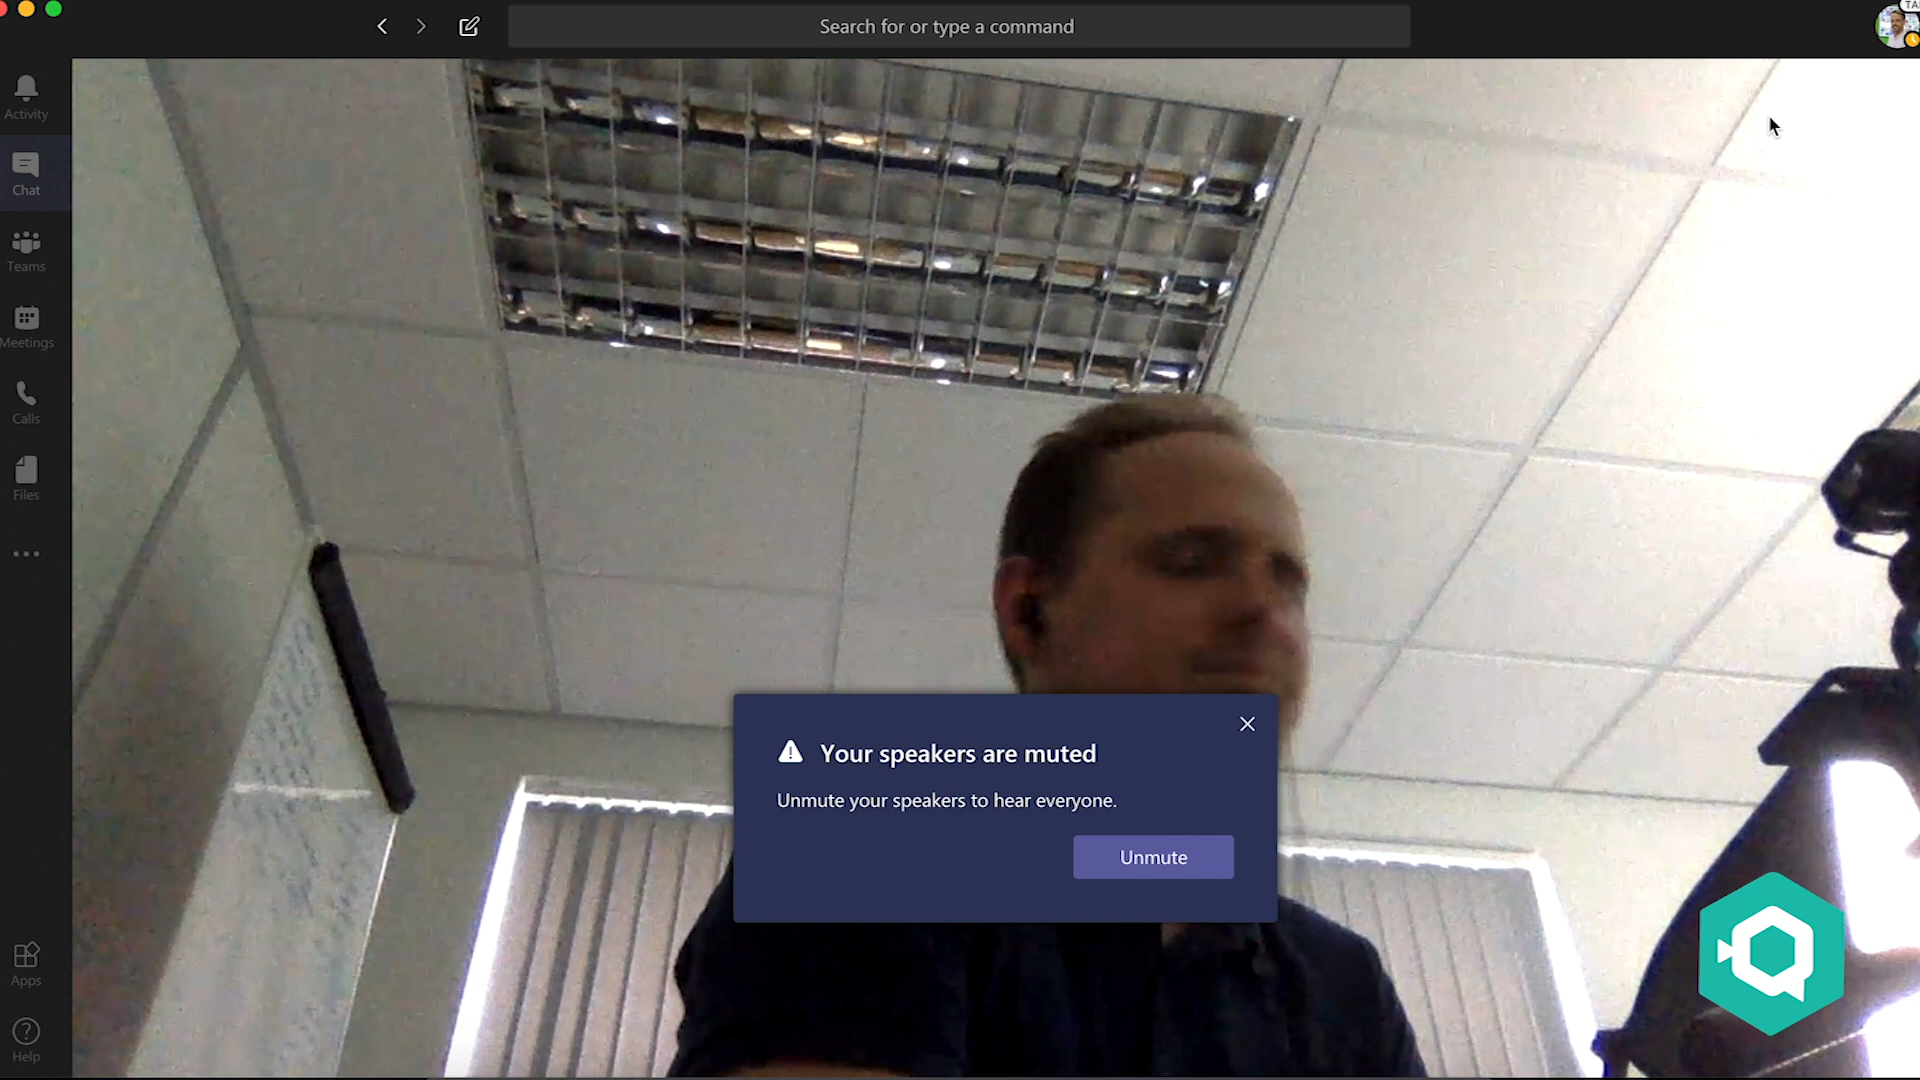 Search for or type a command
TA
Activity
Chat
Teams
Meetings
Calls
Files
Apps
Help
Your speakers are muted
Unmute your speakers to hear everyone.
Unmute